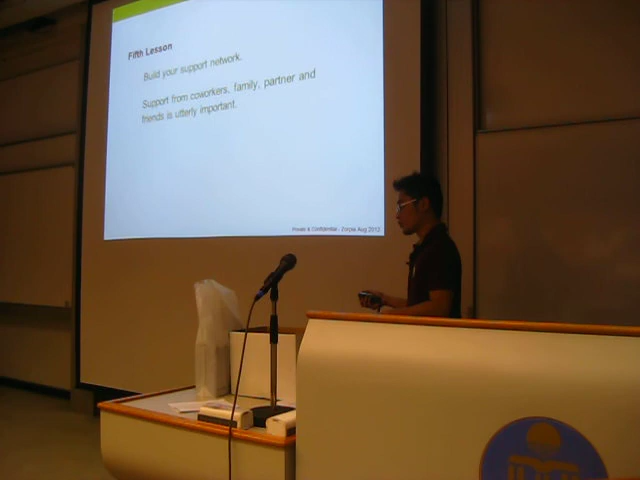 Fifth Lesson
Build your support network.
Support from coworkers, family, partner and
friends is utterly important.
Private & Confidential - Zorpia Aug 2012